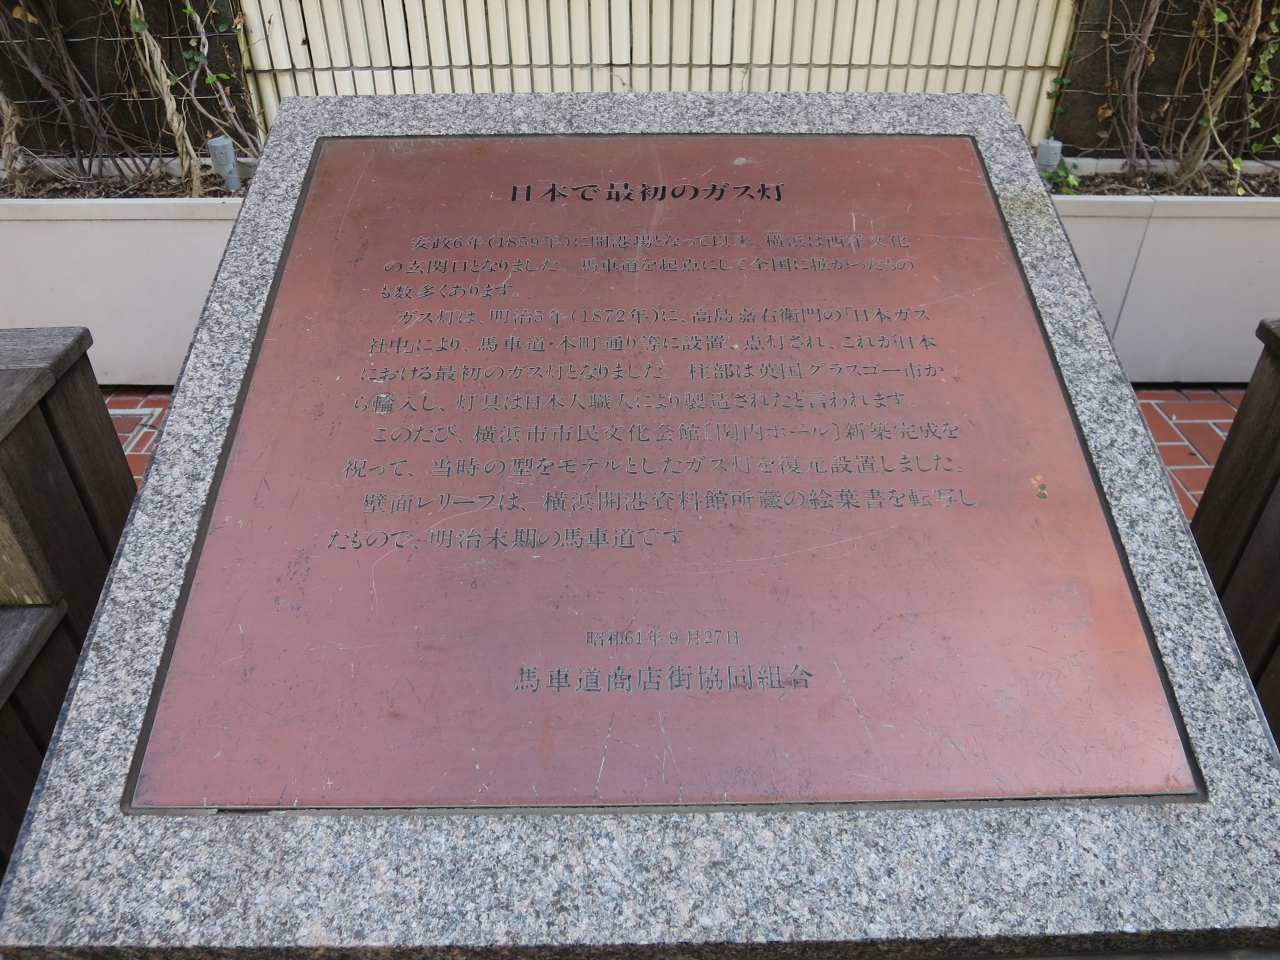 日本で最初のガス灯
安政6年(1859年)に開港場となって以来、横浜は西洋文化
の玄関口となりました。馬車道を起点にして全国に拡がったもの
も数多くあります。
ガス灯は、明治5年(1872年)に、高島嘉右衛門の「日本ガス
社中」により、馬車道・本町通り等に設置、点灯され、これが日本
における最初のガス灯となりました。柱部は英国グラスゴー市か
ら輸入し、灯具は日本人職人により製造されたと言われます。
このたび、横浜市市民文化会館〔関内ホール〕新築完成を
祝って、当時の型をモデルとしたガス灯を復元設置しました。
壁面レリーフは、横浜開港資料館所蔵の絵葉書を転写し
たもので、明治末期の馬車道です。
昭和61年9月27日
馬車道商店街協同組合